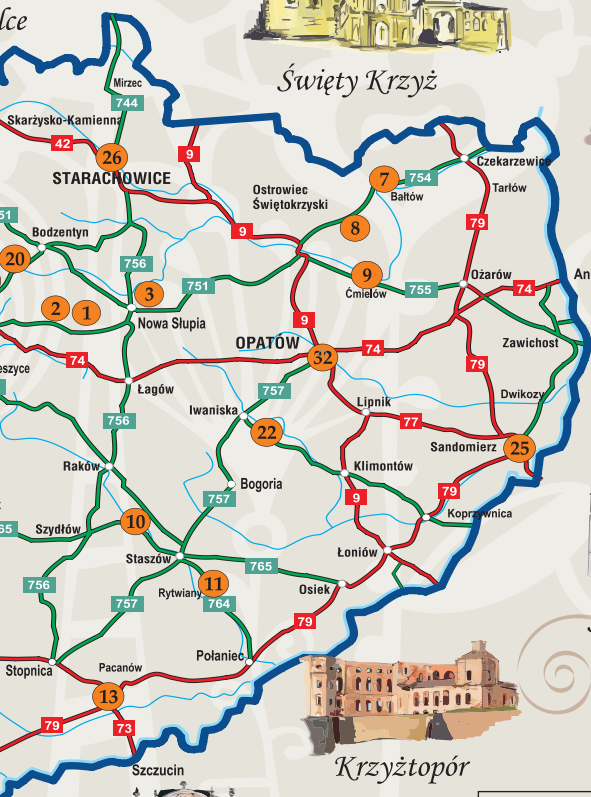 lce
Święty Krzyż
Mirzec
744
Skarżysko-Kamienna
42
26
9
STARACHOWICE
7
754
Czekarzewice
Bałtów
Tarłów
Ostrowiec
Świętokrzyski
51
Bodzentyn
9
8
79
20
756
9
755
Ćmielów
Ożarów
74
An
3
751
2
1
Nowa Słupia
9
OPATÓW
32
74
Zawichost
74
79
eszyce
Łagów
757
Dwikozy
Iwaniska
Lipnik
77
756
22
Sandomierz
25
Raków
Klimontów
Bogoria
757
9
79
Koprzywnica
65
Szydłów
10
Staszów
765
Łoniów
756
11
Osiek
757
Rytwiany
764
79
Połaniec
Stopnica
Pacanów
13
79
73
Szczucin
Krzyżtopór